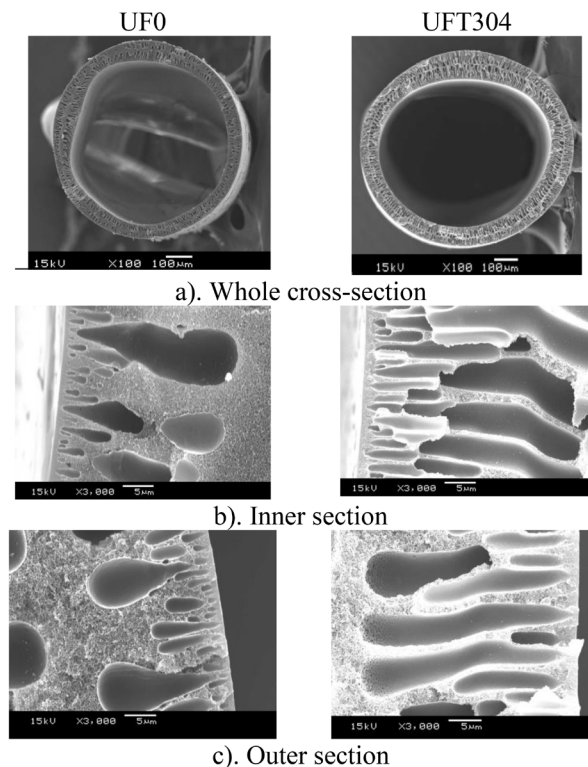 UF0 UFT304
15kV X100 100μm 15kV X100 100μm
a). Whole cross-section
15kV X3,000 5μm 15kV X3,000 5μm
b). Inner section
15kV X3,000 5μm 15kV X3,000 5μm
c). Outer section